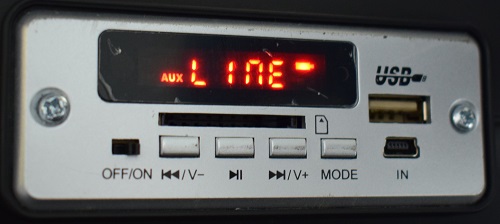 AUX LINE
USB
OFF/ON ⏮/V− ⏯ ⏭/V+ MODE IN